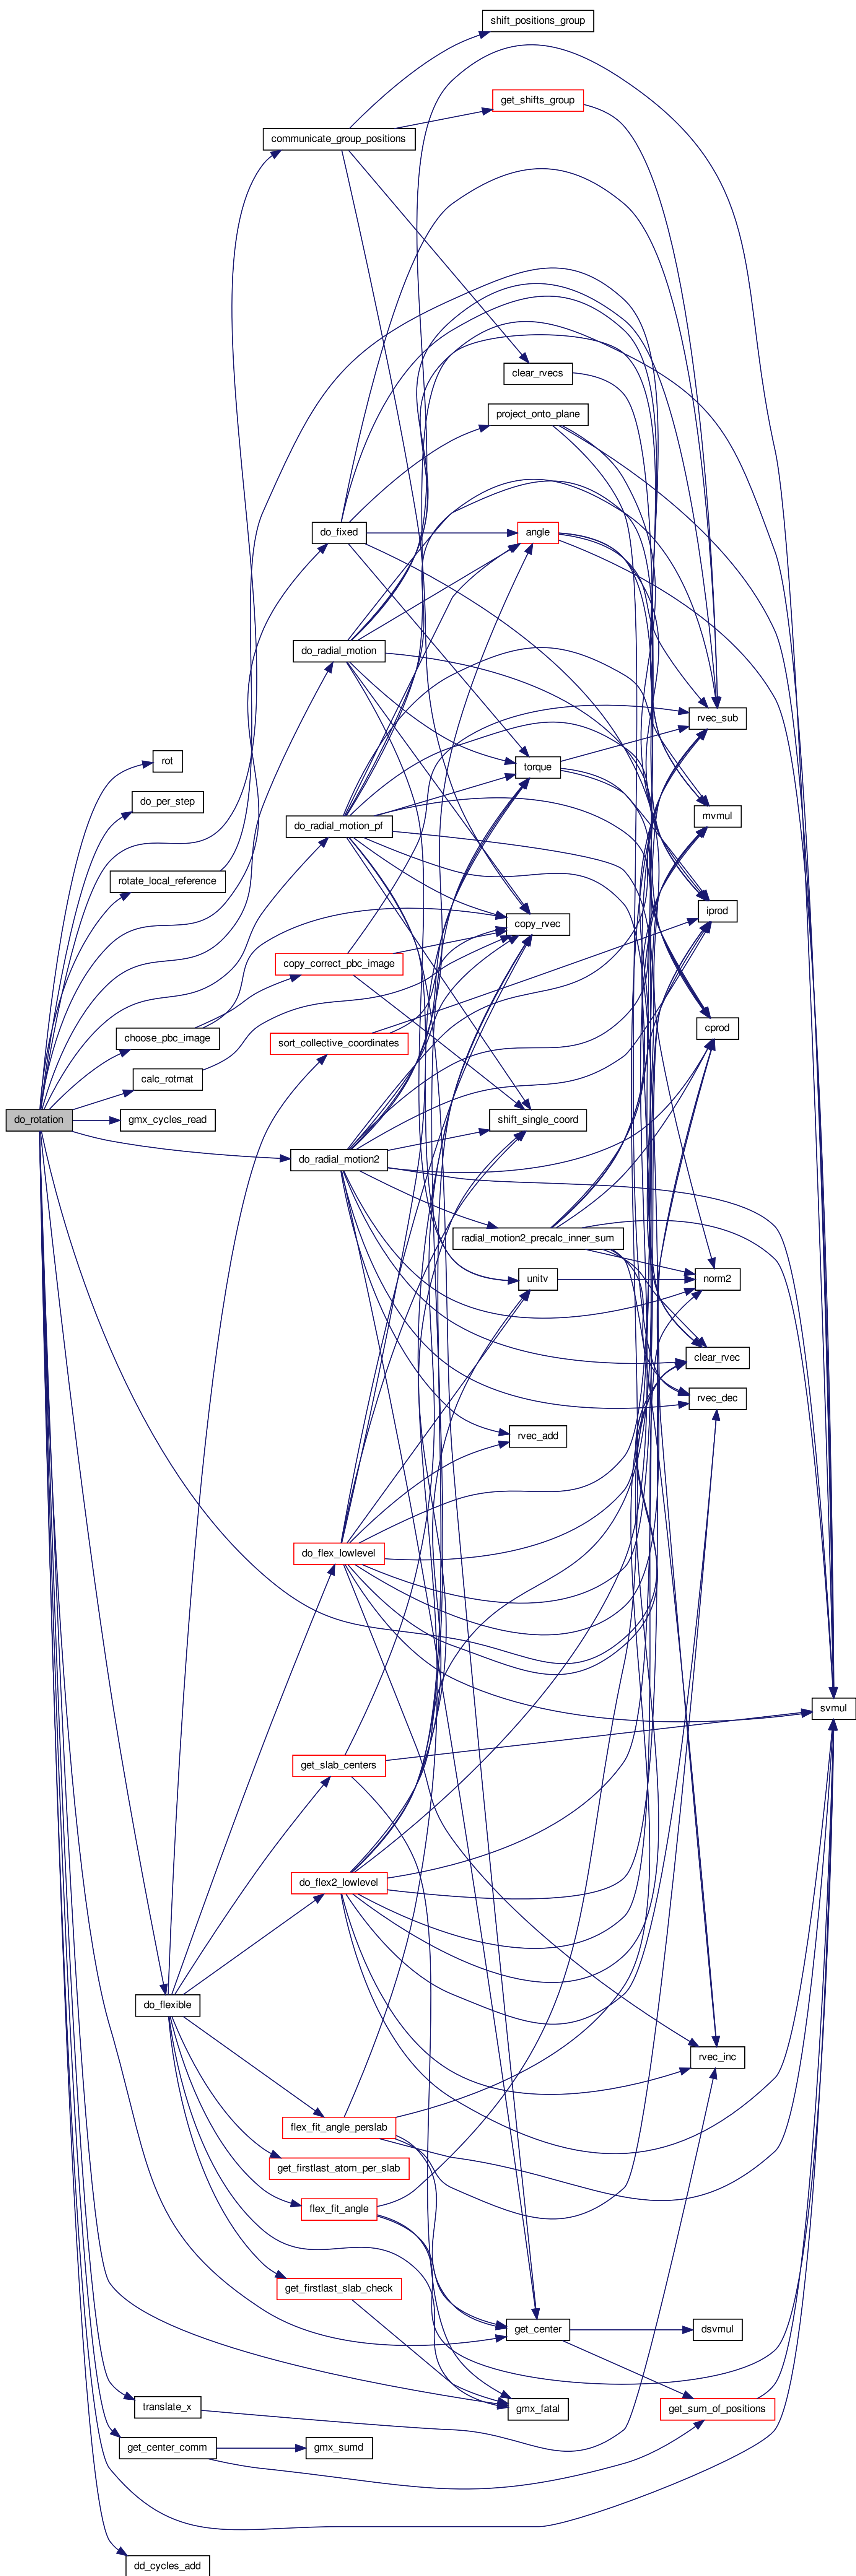 shift_positions_group
get_shifts_group
communicate_group_positions
clear_rvecs
project_onto_plane
do_fixed
angle
do_radial_motion
rvec_sub
rot
torque
do_per_step
mvmul
do_radial_motion_pf
rotate_local_reference
iprod
copy_rvec
copy_correct_pbc_image
cprod
choose_pbc_image
sort_collective_coordinates
calc_rotmat
do_rotation
gmx_cycles_read
shift_single_coord
do_radial_motion2
radial_motion2_precalc_inner_sum
unitv
norm2
clear_rvec
rvec_dec
rvec_add
do_flex_lowlevel
svmul
get_slab_centers
do_flex2_lowlevel
do_flexible
rvec_inc
flex_fit_angle_perslab
get_firstlast_atom_per_slab
flex_fit_angle
get_firstlast_slab_check
get_center
dsvmul
translate_x
gmx_fatal
get_sum_of_positions
get_center_comm
gmx_sumd
dd_cycles_add